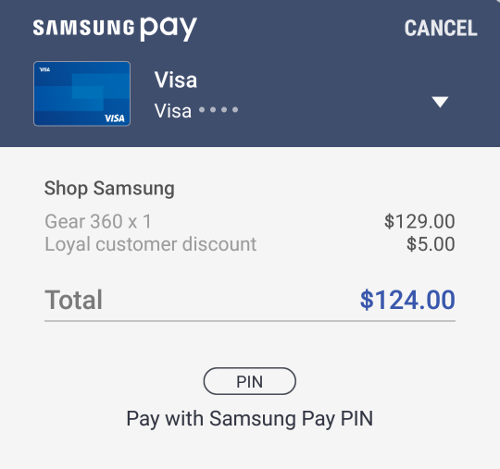 SAMSUNG pay CANCEL
VISA
VISA
Visa
Visa ••••
Shop Samsung
Gear 360 x 1 $129.00
Loyal customer discount $5.00
Total $124.00
PIN
Pay with Samsung Pay PIN